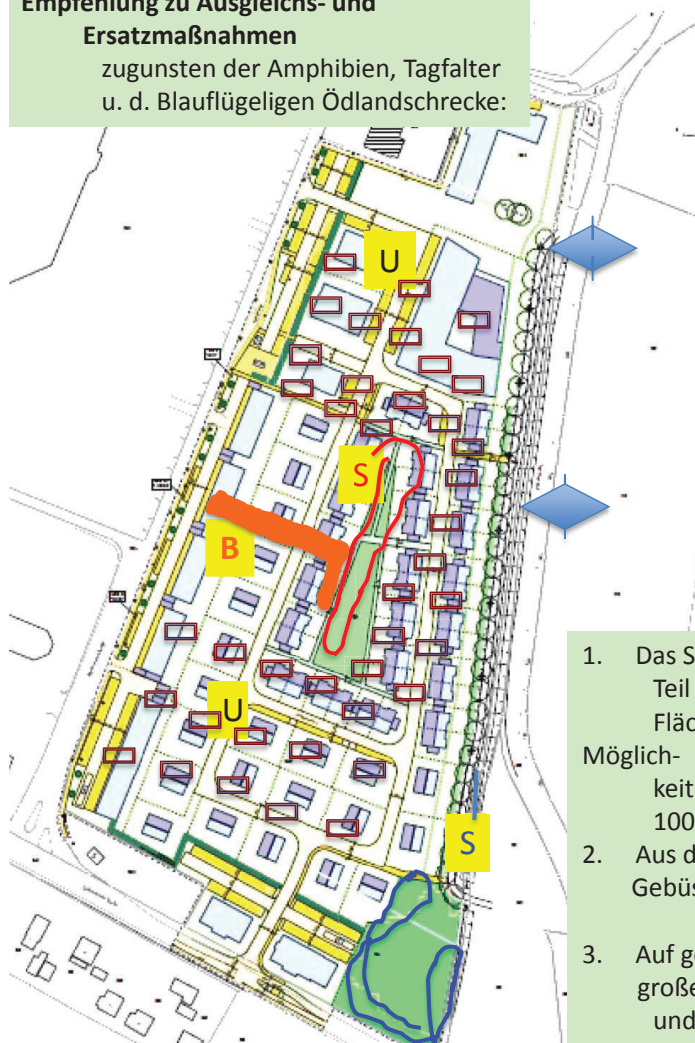 Empfehlung zu Ausgleichs- und
Ersatzmaßnahmen
zugunsten der Amphibien, Tagfalter
u. d. Blauflügeligen Ödlandschrecke:
U
S
B
U
S
1. Das S
Teil
Fläc
Möglich-
keit
100
2. Aus d
Gebüs
3. Auf g
große
und